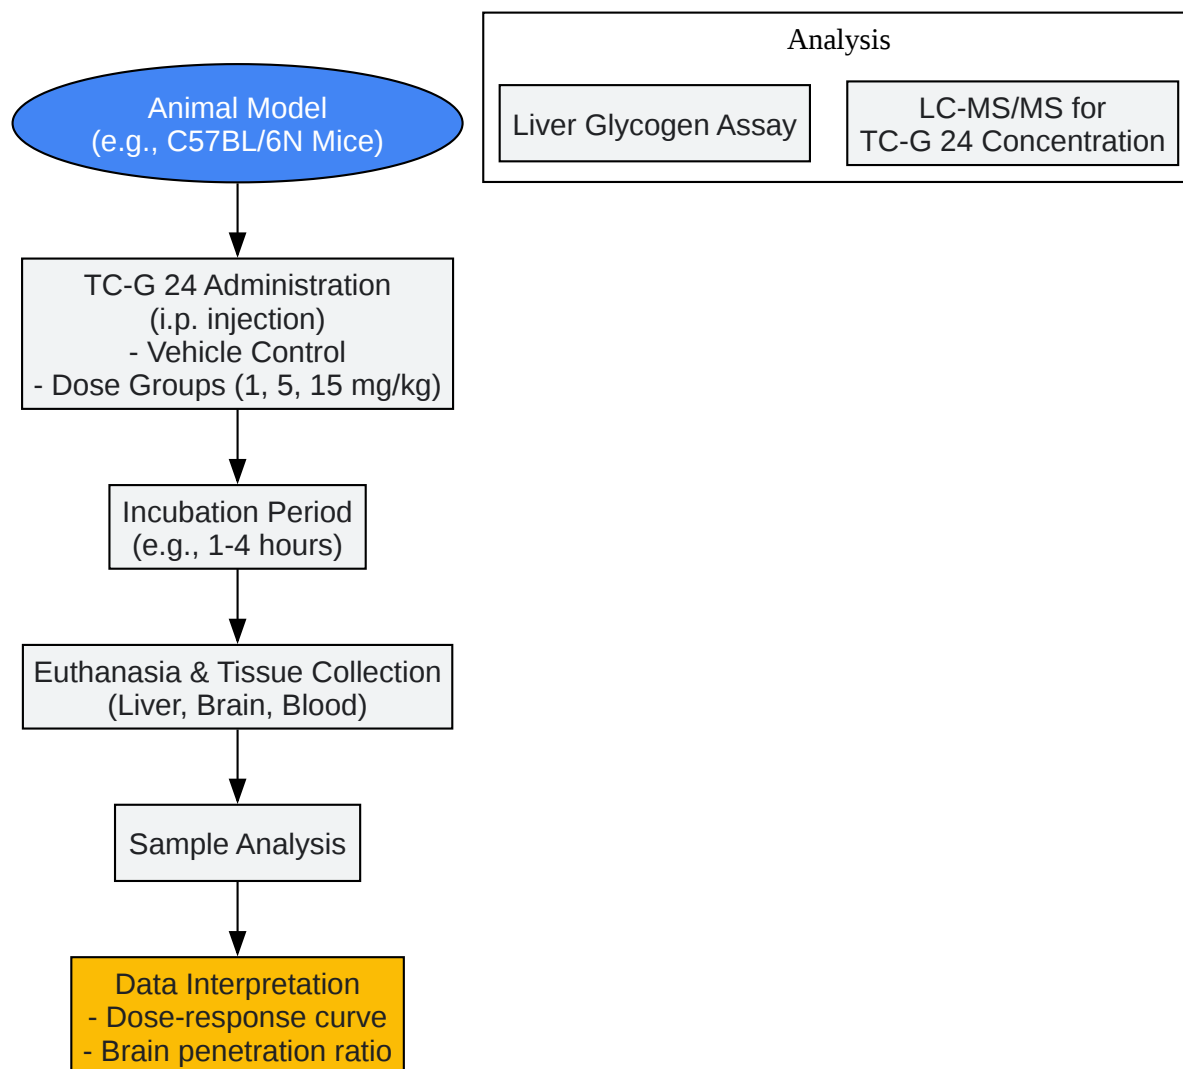 Animal Model
(e.g., C57BL/6N Mice)
TC-G 24 Administration
(i.p. injection)
- Vehicle Control
- Dose Groups (1, 5, 15 mg/kg)
Incubation Period
(e.g., 1-4 hours)
Euthanasia & Tissue Collection
(Liver, Brain, Blood)
Sample Analysis
Data Interpretation
- Dose-response curve
- Brain penetration ratio
Analysis
Liver Glycogen Assay
LC-MS/MS for
TC-G 24 Concentration